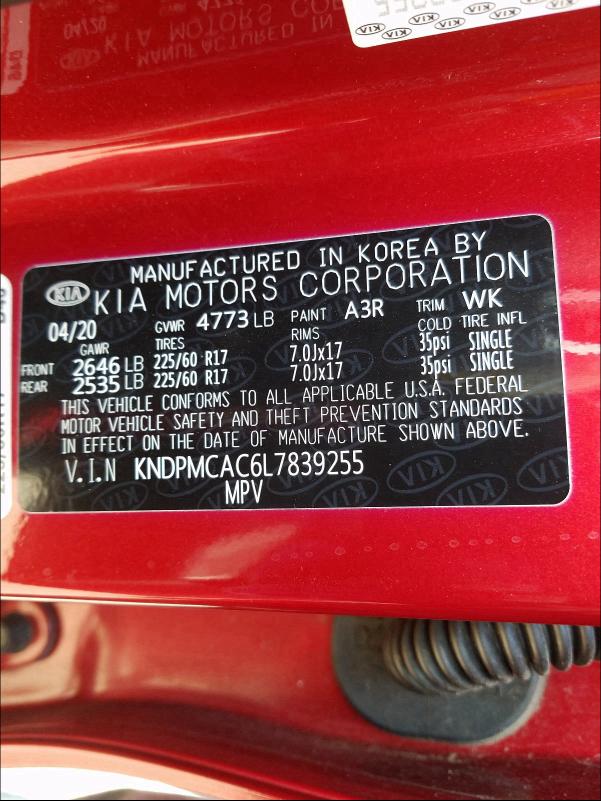 MANUFACTURED IN KOREA BY
KIA KIA MOTORS CORPORATION
04/20 GVWR 4773 LB PAINT A3R TRIM WK
GAWR TIRES RIMS COLD TIRE INFL
FRONT 2646 LB 225/60 R17 7.0Jx17 35psi SINGLE
REAR 2535 LB 225/60 R17 7.0Jx17 35psi SINGLE
THIS VEHICLE CONFORMS TO ALL APPLICABLE U.S.A. FEDERAL
MOTOR VEHICLE SAFETY AND THEFT PREVENTION STANDARDS
IN EFFECT ON THE DATE OF MANUFACTURE SHOWN ABOVE.
V.I.N KNDPMCAC6L7839255
MPV